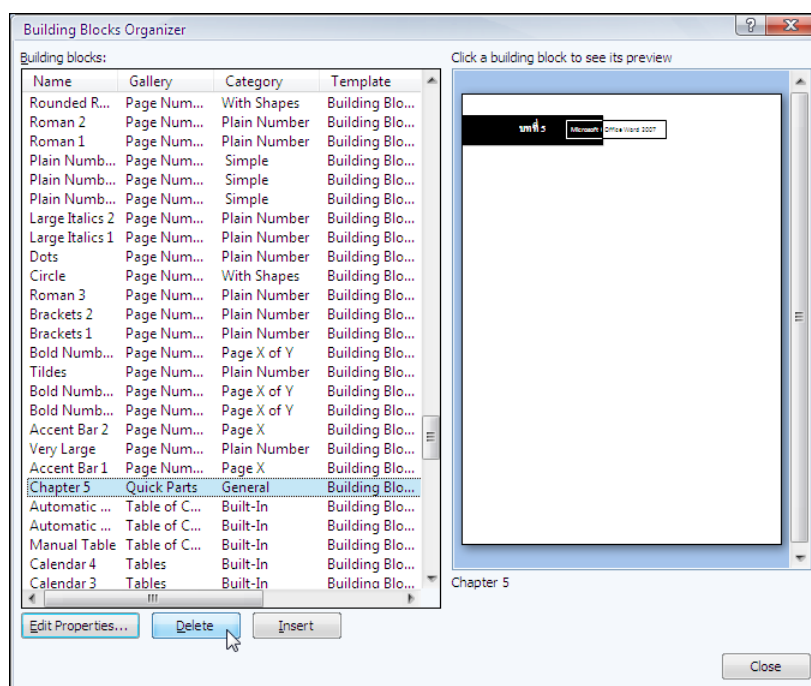 Building Blocks Organizer
Building blocks:
Click a building block to see its preview
Name Gallery Category Template
Rounded R... Page Num... With Shapes Building Blo...
Roman 2 Page Num... Plain Number Building Blo...
Roman 1 Page Num... Plain Number Building Blo...
Plain Numb... Page Num... Simple Building Blo...
Plain Numb... Page Num... Simple Building Blo...
Plain Numb... Page Num... Simple Building Blo...
Large Italics 2 Page Num... Plain Number Building Blo...
Large Italics 1 Page Num... Plain Number Building Blo...
Dots Page Num... Plain Number Building Blo...
Circle Page Num... With Shapes Building Blo...
Roman 3 Page Num... Plain Number Building Blo...
Brackets 2 Page Num... Plain Number Building Blo...
Brackets 1 Page Num... Plain Number Building Blo...
Bold Numb... Page Num... Page X of Y Building Blo...
Tildes Page Num... Plain Number Building Blo...
Bold Numb... Page Num... Page X of Y Building Blo...
Bold Numb... Page Num... Page X of Y Building Blo...
Accent Bar 2 Page Num... Page X Building Blo...
Very Large Page Num... Plain Number Building Blo...
Accent Bar 1 Page Num... Page X Building Blo...
Chapter 5 Quick Parts General Building Blo...
Automatic ... Table of C... Built-In Building Blo...
Automatic ... Table of C... Built-In Building Blo...
Manual Table Table of C... Built-In Building Blo...
Calendar 4 Tables Built-In Building Blo...
Calendar 3 Tables Built-In Building Blo...
บทที่ 5 Microsoft Office Word 2007
Chapter 5
Edit Properties... Delete Insert
Close